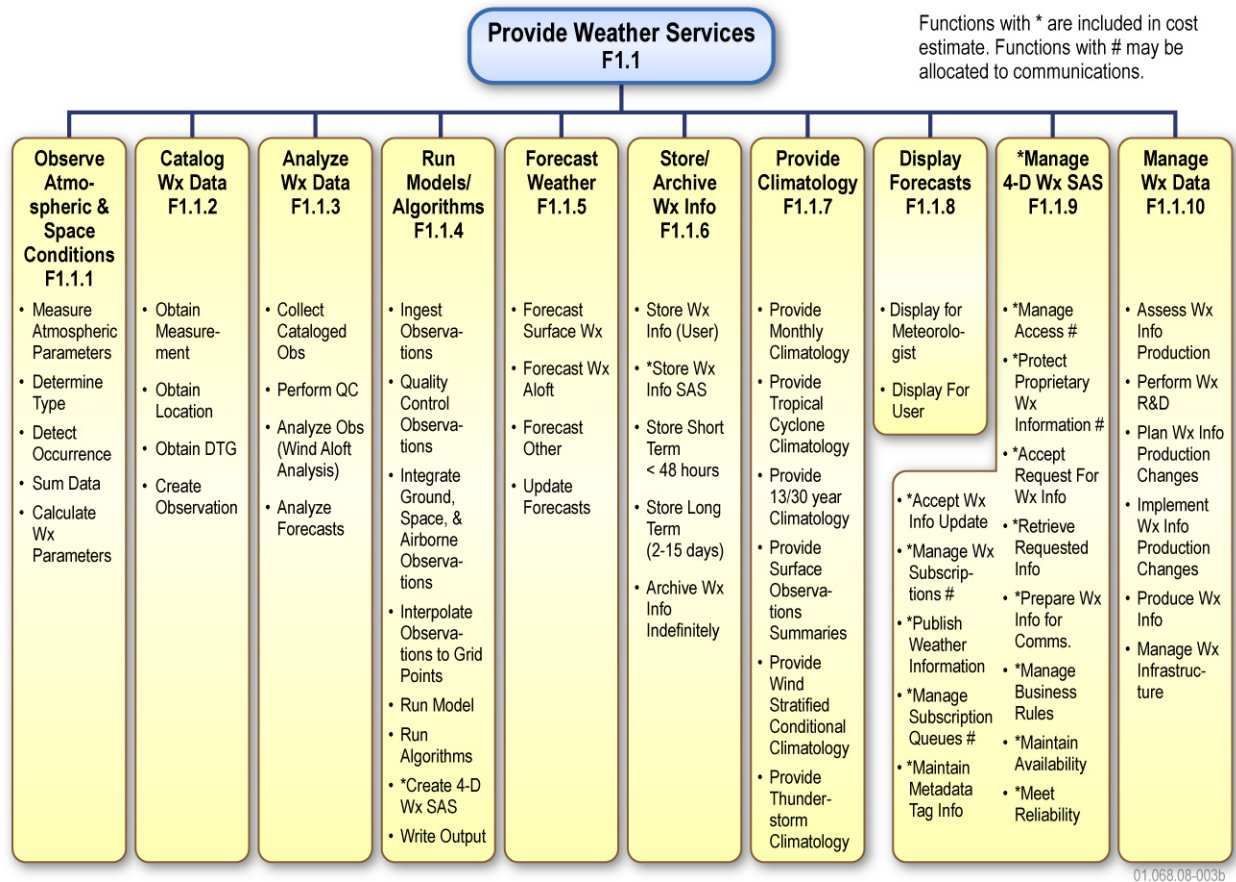 Provide Weather Services
F1.1
Functions with * are included in cost
estimate. Functions with # may be
allocated to communications.
Observe
Atmo-
spheric &
Space
Conditions
F1.1.1
• Measure
Atmospheric
Parameters
• Determine
Type
• Detect
Occurrence
• Sum Data
• Calculate
Wx
Parameters
Catalog
Wx Data
F1.1.2
• Obtain
Measure-
ment
• Obtain
Location
• Obtain DTG
• Create
Observation
Analyze
Wx Data
F1.1.3
• Collect
Cataloged
Obs
• Perform QC
• Analyze Obs
(Wind Aloft
Analysis)
• Analyze
Forecasts
Run
Models/
Algorithms
F1.1.4
• Ingest
Observa-
tions
• Quality
Control
Observa-
tions
• Integrate
Ground,
Space, &
Airborne
Observa-
tions
• Interpolate
Observa-
tions to Grid
Points
• Run Model
• Run
Algorithms
• *Create 4-D
Wx SAS
• Write Output
Forecast
Weather
F1.1.5
• Forecast
Surface Wx
• Forecast Wx
Aloft
• Forecast
Other
• Update
Forecasts
Store/
Archive
Wx Info
F1.1.6
• Store Wx
Info (User)
• *Store Wx
Info SAS
• Store Short
Term
< 48 hours
• Store Long
Term
(2-15 days)
• Archive Wx
Info
Indefinitely
Provide
Climatology
F1.1.7
• Provide
Monthly
Climatology
• Provide
Tropical
Cyclone
Climatology
• Provide
13/30 year
Climatology
• Provide
Surface
Observa-
tions
Summaries
• Provide
Wind
Stratified
Conditional
Climatology
• Provide
Thunder-
storm
Climatology
Display
Forecasts
F1.1.8
• Display for
Meteorolo-
gist
• Display For
User
*Manage
4-D Wx SAS
F1.1.9
• *Accept Wx
Info Update
• *Manage Wx
Subscrip-
tions #
• *Publish
Weather
Information
• *Manage
Subscription
Queues #
• *Maintain
Metadata
Tag Info
• *Manage
Access #
• *Protect
Proprietary
Wx
Information #
• *Accept
Request For
Wx Info
• *Retrieve
Requested
Info
• *Prepare Wx
Info for
Comms.
• *Manage
Business
Rules
• *Maintain
Availability
• *Meet
Reliability
Manage
Wx Data
F1.1.10
• Assess Wx
Info
Production
• Perform Wx
R&D
• Plan Wx Info
Production
Changes
• Implement
Wx Info
Production
Changes
• Produce Wx
Info
• Manage Wx
Infrastruc-
ture
01.068.08-003b